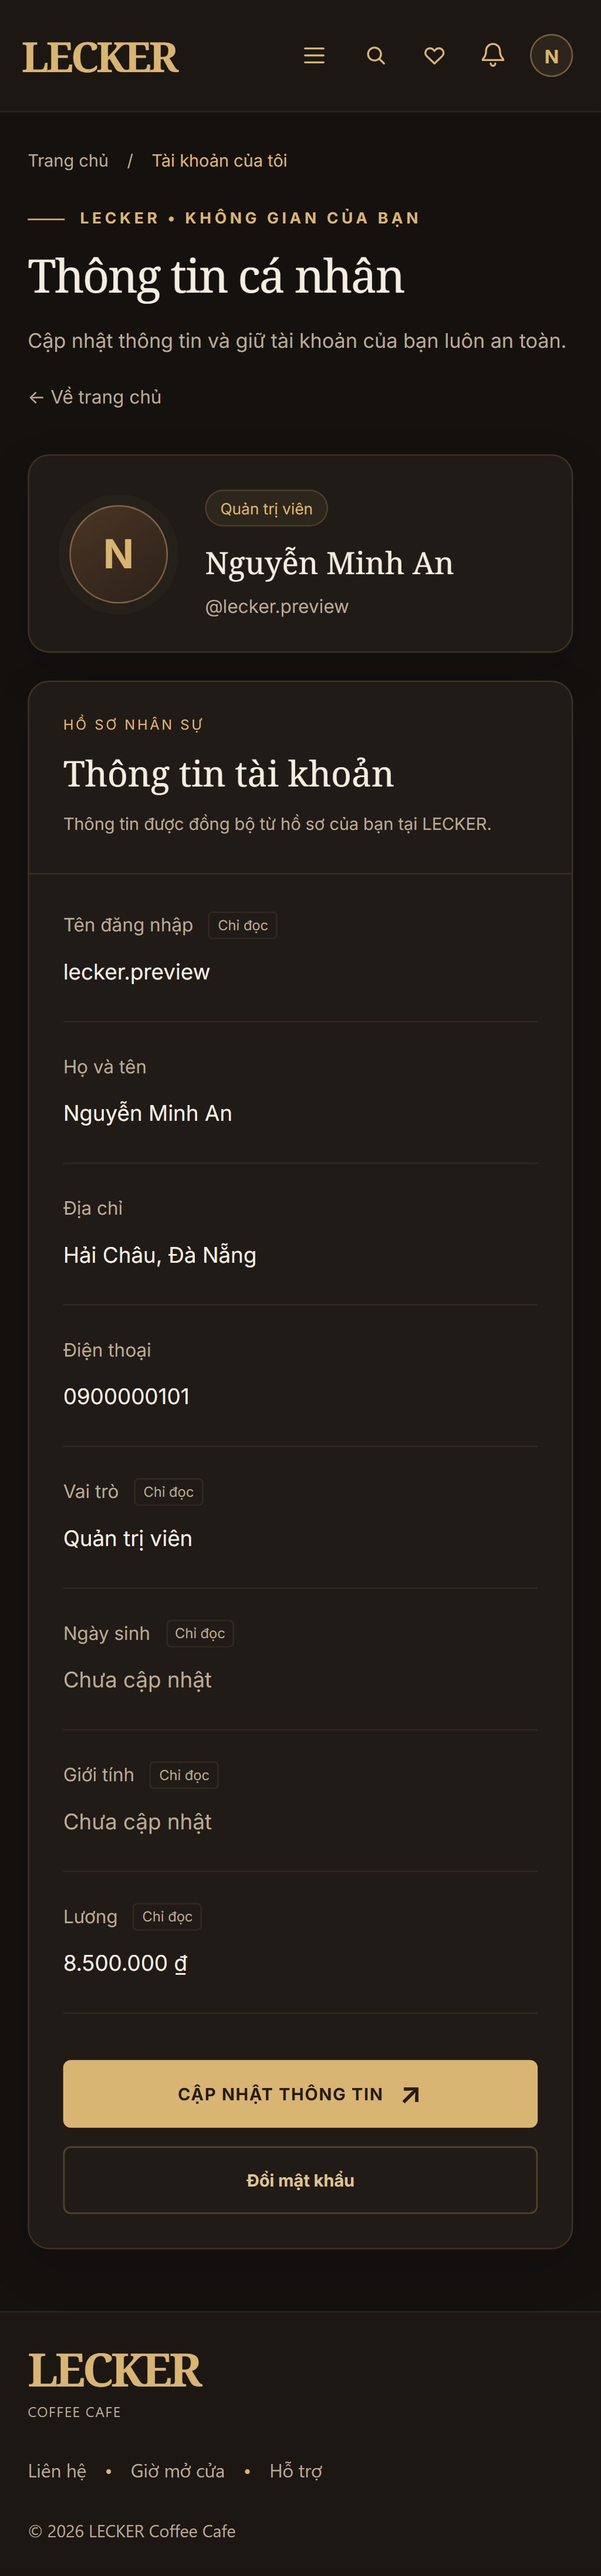 LECKER
N
Trang chủ / Tài khoản của tôi
LECKER • KHÔNG GIAN CỦA BẠN
Thông tin cá nhân
Cập nhật thông tin và giữ tài khoản của bạn luôn an toàn.
← Về trang chủ
N
Quản trị viên
Nguyễn Minh An
@lecker.preview
HỒ SƠ NHÂN SỰ
Thông tin tài khoản
Thông tin được đồng bộ từ hồ sơ của bạn tại LECKER.
Tên đăng nhập Chỉ đọc
lecker.preview
Họ và tên
Nguyễn Minh An
Địa chỉ
Hải Châu, Đà Nẵng
Điện thoại
0900000101
Vai trò Chỉ đọc
Quản trị viên
Ngày sinh Chỉ đọc
Chưa cập nhật
Giới tính Chỉ đọc
Chưa cập nhật
Lương Chỉ đọc
8.500.000 ₫
CẬP NHẬT THÔNG TIN
Đổi mật khẩu
LECKER
COFFEE CAFE
Liên hệ • Giờ mở cửa • Hỗ trợ
© 2026 LECKER Coffee Cafe